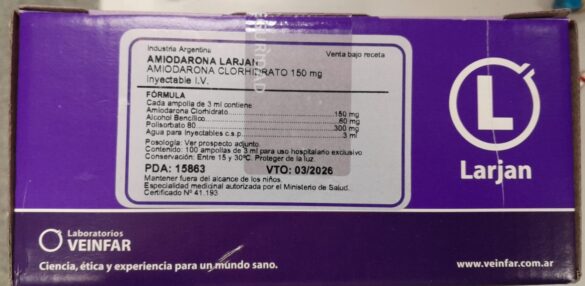 Industria Argentina Venta bajo receta
AMIODARONA LARJAN
AMIODARONA CLORHIDRATO 150 mg
Inyectable I.V.
SEGURIDAD
FÓRMULA
Cada ampolla de 3 ml contiene
Amiodarona Clorhidrato 150 mg
Alcohol Bencílico 60 mg
Polisorbato 80 300 mg
Agua para Inyectables c.s.p. 3 ml
Posología: Ver prospecto adjunto.
Contenido: 100 ampollas de 3 ml para uso hospitalario exclusivo
Conservación: Entre 15 y 30°C. Proteger de la luz.
PDA: 15863 VTO: 03/2026
Mantener fuera del alcance de los niños.
Especialidad medicinal autorizada por el Ministerio de Salud.
Certificado Nº 41.193
L
Larjan
Laboratorios
VEINFAR
Ciencia, ética y experiencia para un mundo sano.
www.veinfar.com.ar